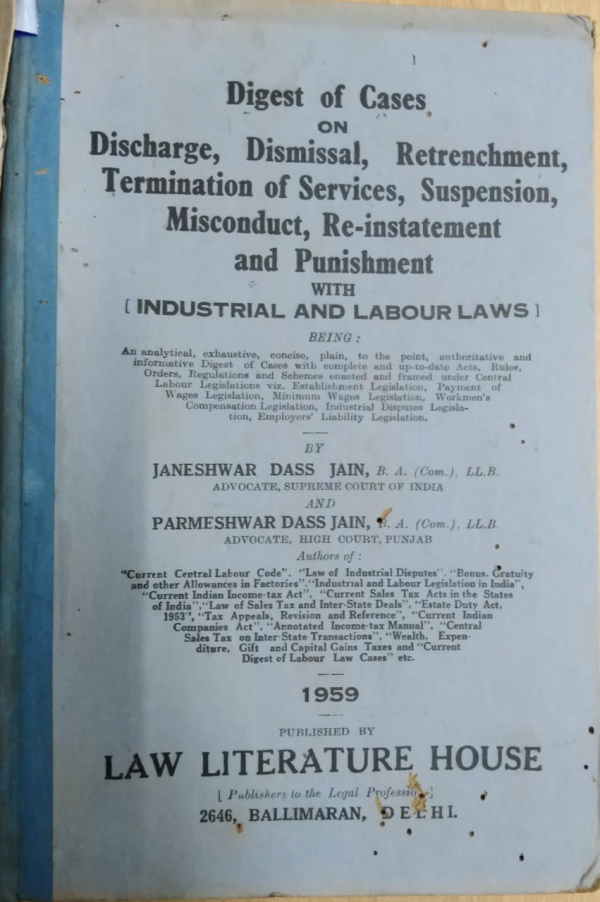 Digest of Cases
ON
Discharge, Dismissal, Retrenchment,
Termination of Services, Suspension,
Misconduct, Re-instatement
and Punishment
WITH
[ INDUSTRIAL AND LABOUR LAWS ]
BEING :
An analytical, exhaustive, concise, plain, to the point, authoritative and
informative Digest of Cases with complete and up-to-date Acts, Rules,
Orders, Regulations and Schemes enacted and framed under Central
Labour Legislations viz. Establishment Legislation, Payment of
Wages Legislation, Minimum Wages Legislation, Workmen's
Compensation Legislation, Industrial Disputes Legisla-
tion, Employers' Liability Legislation.
BY
JANESHWAR DASS JAIN, B. A. (Com.), LL.B.
ADVOCATE, SUPREME COURT OF INDIA
AND
PARMESHWAR DASS JAIN, B. A. (Com.), LL.B
ADVOCATE, HIGH COURT, PUNJAB
Authors of :
"Current Central Labour Code". "Law of Industrial Disputes". "Bonus, Gratuity
and other Allowances in Factories". "Industrial and Labour Legislation in India",
"Current Indian Income-tax Act", "Current Sales Tax Acts in the States
of India", "Law of Sales Tax and Inter-State Deals", "Estate Duty Act,
1953", "Tax Appeals, Revision and Reference", "Current Indian
Companies Act", "Annotated Income-tax Manual", "Central
Sales Tax on Inter-State Transactions", "Wealth, Expen-
diture, Gift and Capital Gains Taxes and "Current
Digest of Labour Law Cases" etc.
1959
PUBLISHED BY
LAW LITERATURE HOUSE
[ Publishers to the Legal Profession ]
2646, BALLIMARAN, DELHI.